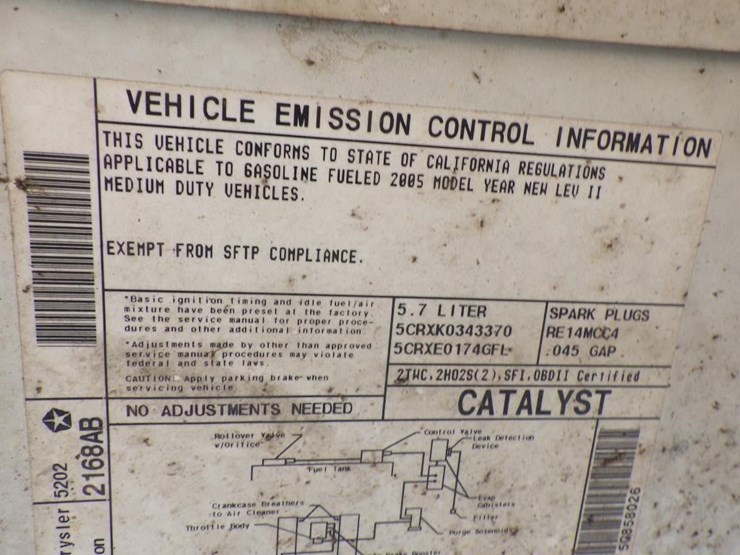 VEHICLE EMISSION CONTROL INFORMATION
THIS VEHICLE CONFORMS TO STATE OF CALIFORNIA REGULATIONS
APPLICABLE TO GASOLINE FUELED 2005 MODEL YEAR NEW LEV II
MEDIUM DUTY VEHICLES.
EXEMPT FROM SFTP COMPLIANCE.
*Basic ignition timing and idle fuel/air
mixture have been preset at the factory.
See the service manual for proper proce-
dures and other additional information.
*Adjustments made by other than approved
service manual procedures may violate
federal and state laws.
CAUTION: Apply parking brake when
servicing vehicle.
NO ADJUSTMENTS NEEDED
5.7 LITER
5CRXK0343370
5CRXE0174GFL
SPARK PLUGS
RE14MCC4
.045 GAP
2TWC, 2HO2S(2), SFI, OBDII Certified
CATALYST
Rollover Valve
w/Orifice
Fuel Tank
Control Valve
Leak Detection
Device
Evap
Canisters
Filter
Purge Solenoid
Crankcase Breathers
to Air Cleaner
Throttle Body
Booster
rysler 5202
2168AB
on
50858026